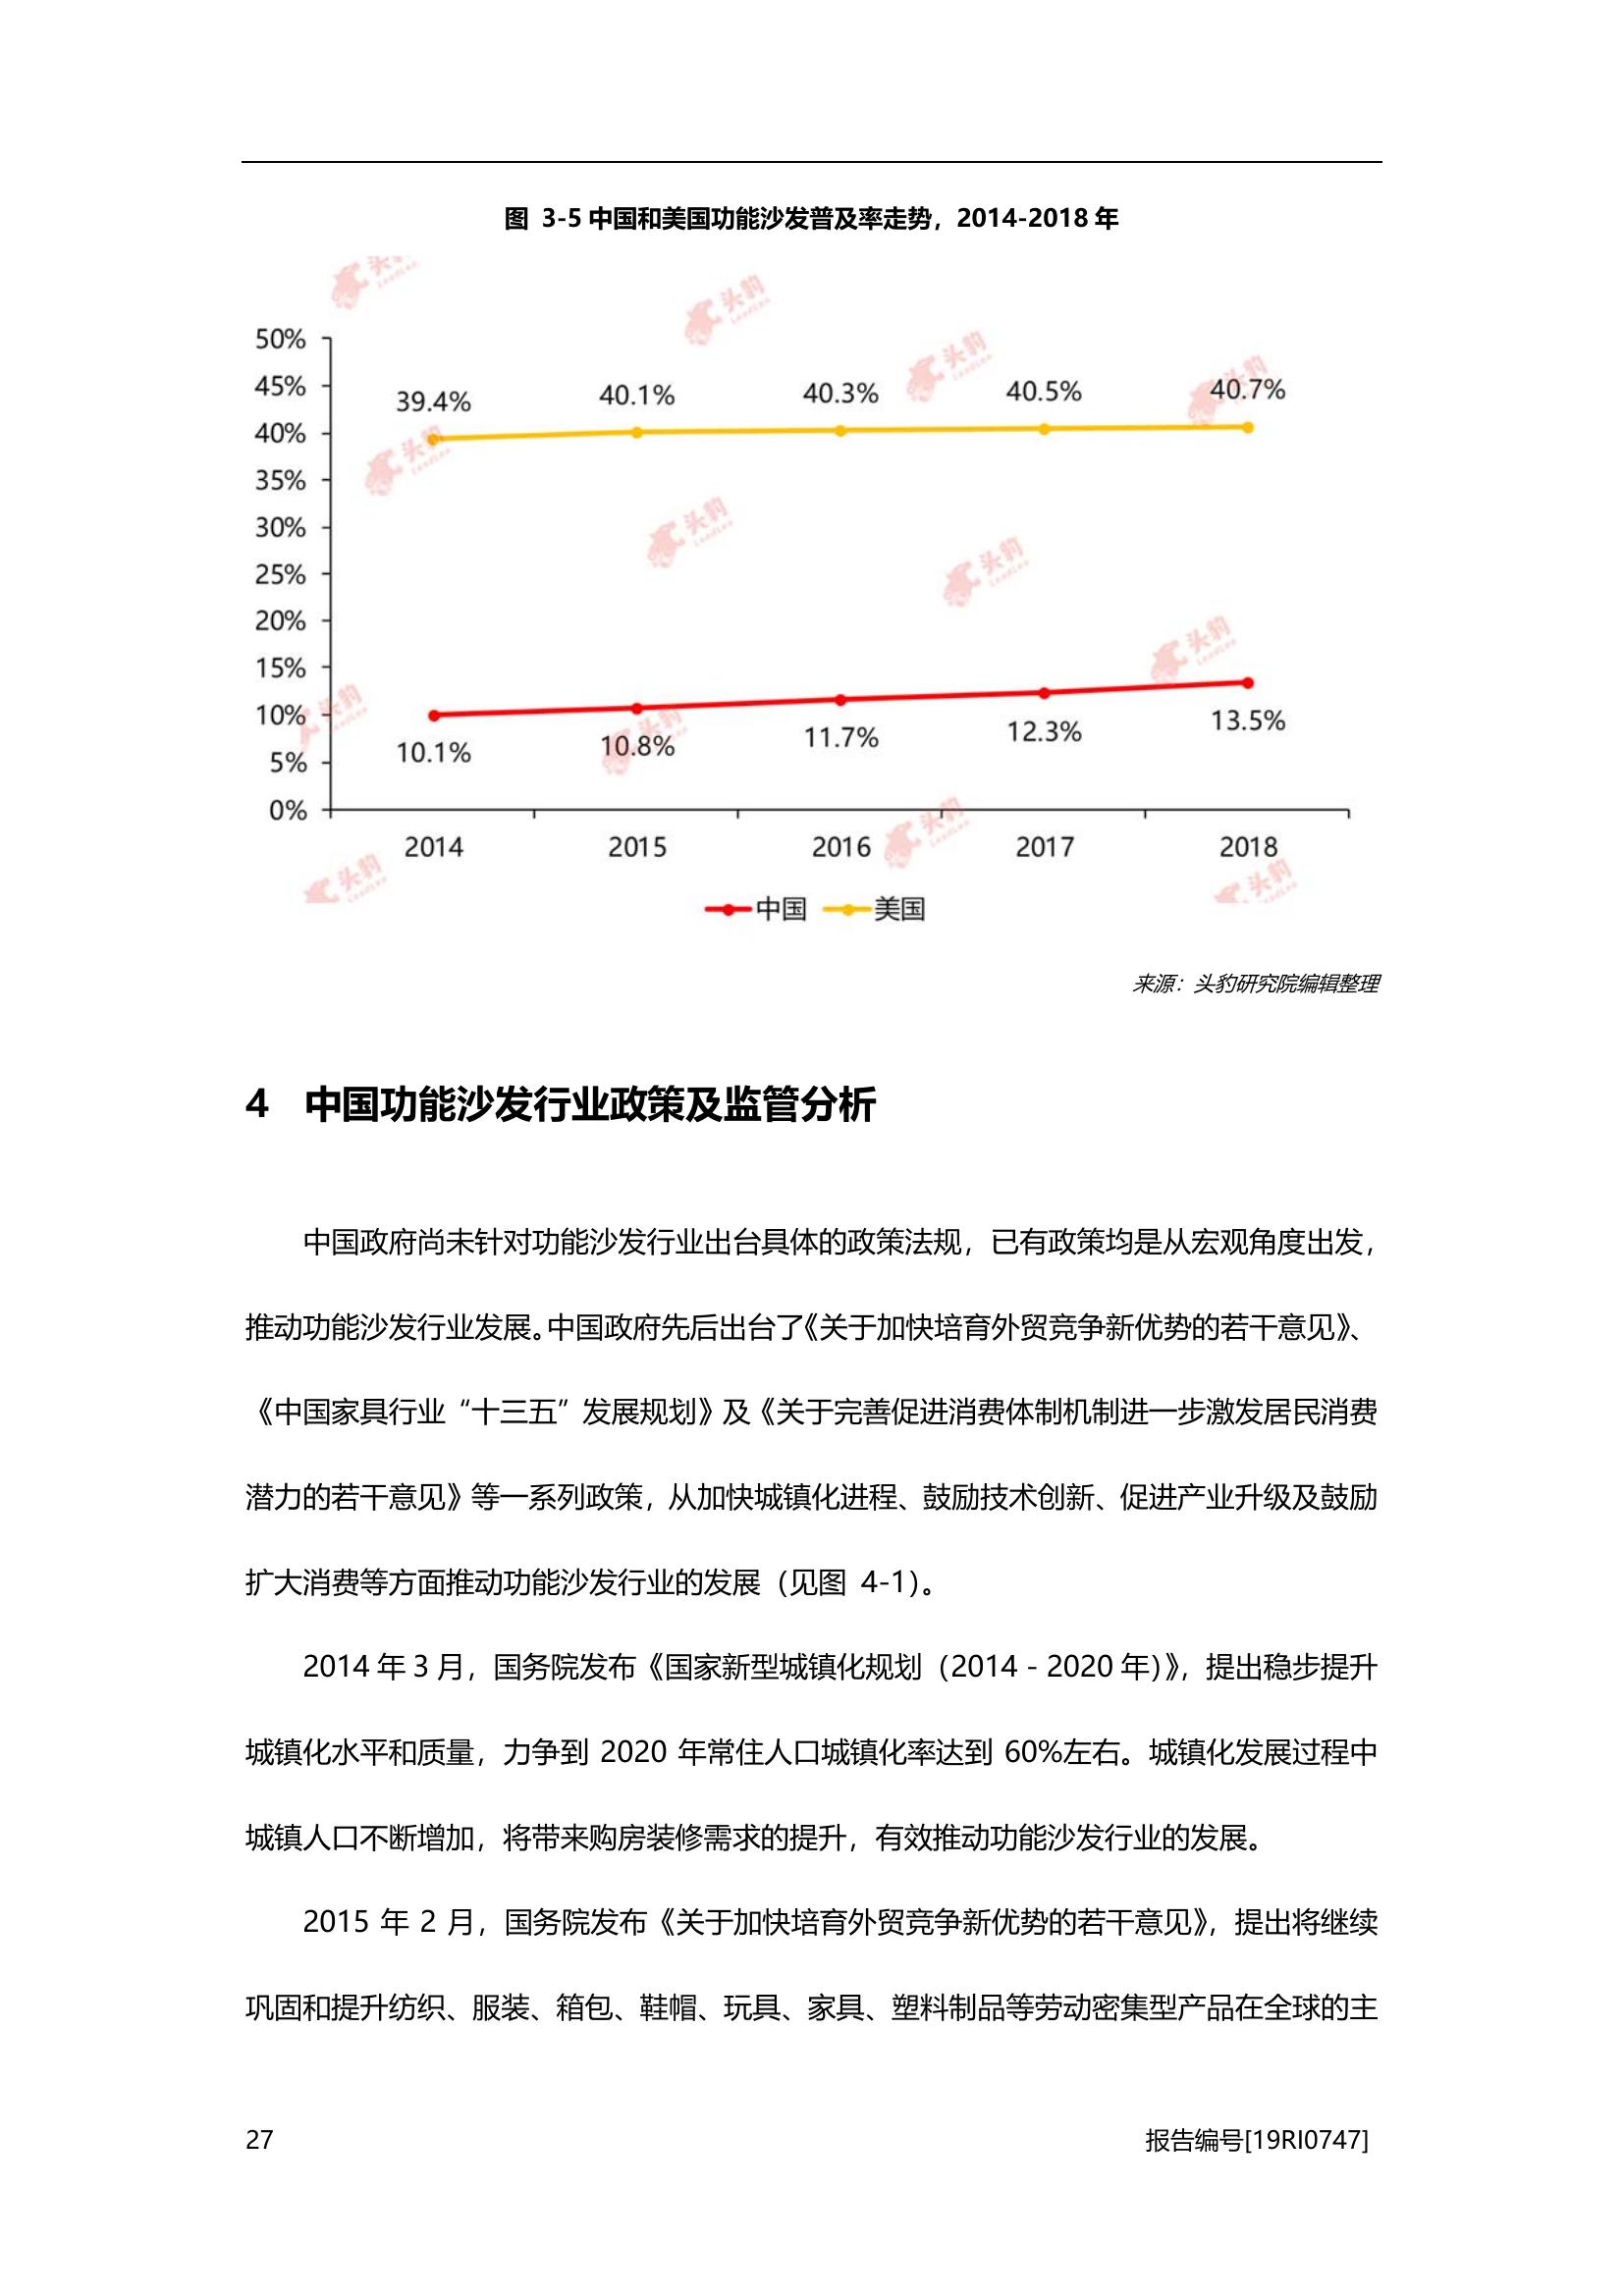 图 3-5 中国和美国功能沙发普及率走势，2014-2018 年
头豹
LeadLeo
50%
45%
40%
35%
30%
25%
20%
15%
10%
5%
0%
39.4% 40.1% 40.3% 40.5% 40.7%
10.1% 10.8% 11.7% 12.3% 13.5%
2014 2015 2016 2017 2018
中国 美国
来源：头豹研究院编辑整理
4 中国功能沙发行业政策及监管分析
中国政府尚未针对功能沙发行业出台具体的政策法规，已有政策均是从宏观角度出发，
推动功能沙发行业发展。中国政府先后出台了《关于加快培育外贸竞争新优势的若干意见》、
《中国家具行业“十三五”发展规划》及《关于完善促进消费体制机制进一步激发居民消费
潜力的若干意见》等一系列政策，从加快城镇化进程、鼓励技术创新、促进产业升级及鼓励
扩大消费等方面推动功能沙发行业的发展（见图 4-1）。
2014 年 3 月，国务院发布《国家新型城镇化规划（2014－2020 年）》，提出稳步提升
城镇化水平和质量，力争到 2020 年常住人口城镇化率达到 60%左右。城镇化发展过程中
城镇人口不断增加，将带来购房装修需求的提升，有效推动功能沙发行业的发展。
2015 年 2 月，国务院发布《关于加快培育外贸竞争新优势的若干意见》，提出将继续
巩固和提升纺织、服装、箱包、鞋帽、玩具、家具、塑料制品等劳动密集型产品在全球的主
27 报告编号[19RI0747]